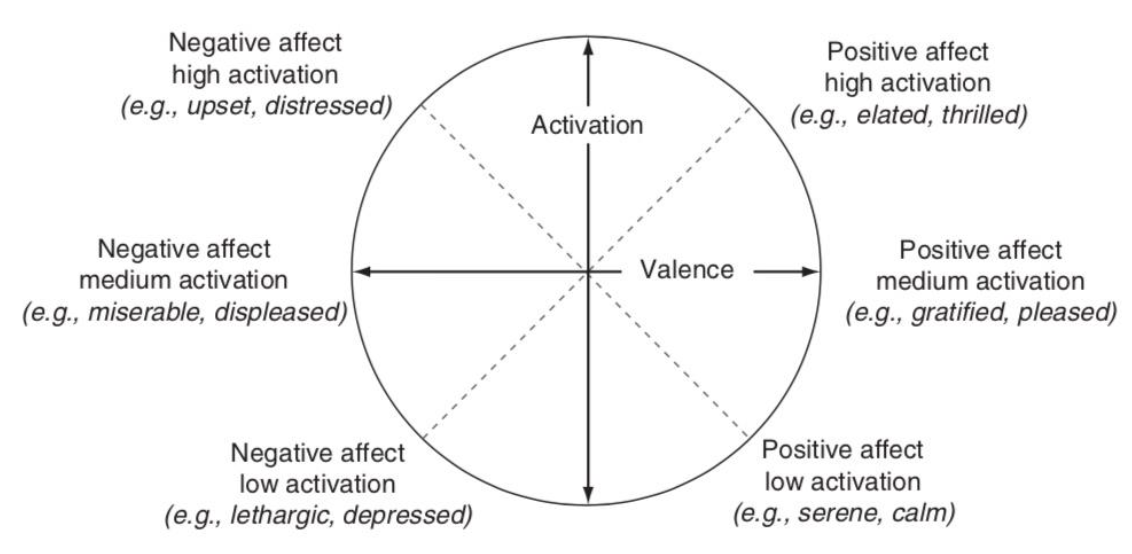 Negative affect
high activation
(e.g., upset, distressed)
Positive affect
high activation
(e.g., elated, thrilled)
Activation
Negative affect
medium activation
(e.g., miserable, displeased)
Valence
Positive affect
medium activation
(e.g., gratified, pleased)
Negative affect
low activation
(e.g., lethargic, depressed)
Positive affect
low activation
(e.g., serene, calm)